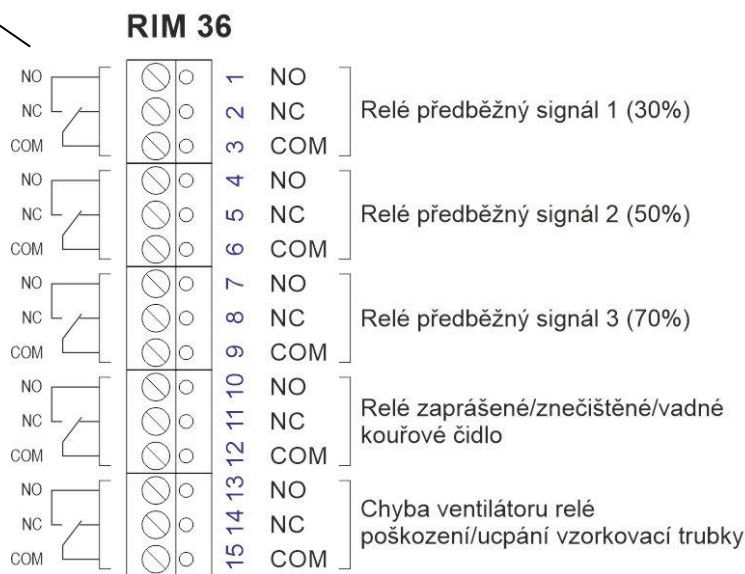 RIM 36
NO 1 NO
NC 2 NC Relé předběžný signál 1 (30%)
COM 3 COM
NO 4 NO
NC 5 NC Relé předběžný signál 2 (50%)
COM 6 COM
NO 7 NO
NC 8 NC Relé předběžný signál 3 (70%)
COM 9 COM
NO 10 NO
NC 11 NC Relé zaprášené/znečištěné/vadné
kouřové čidlo
COM 12 COM
NO 13 NO
NC 14 NC Chyba ventilátoru relé
poškození/ucpání vzorkovací trubky
COM 15 COM